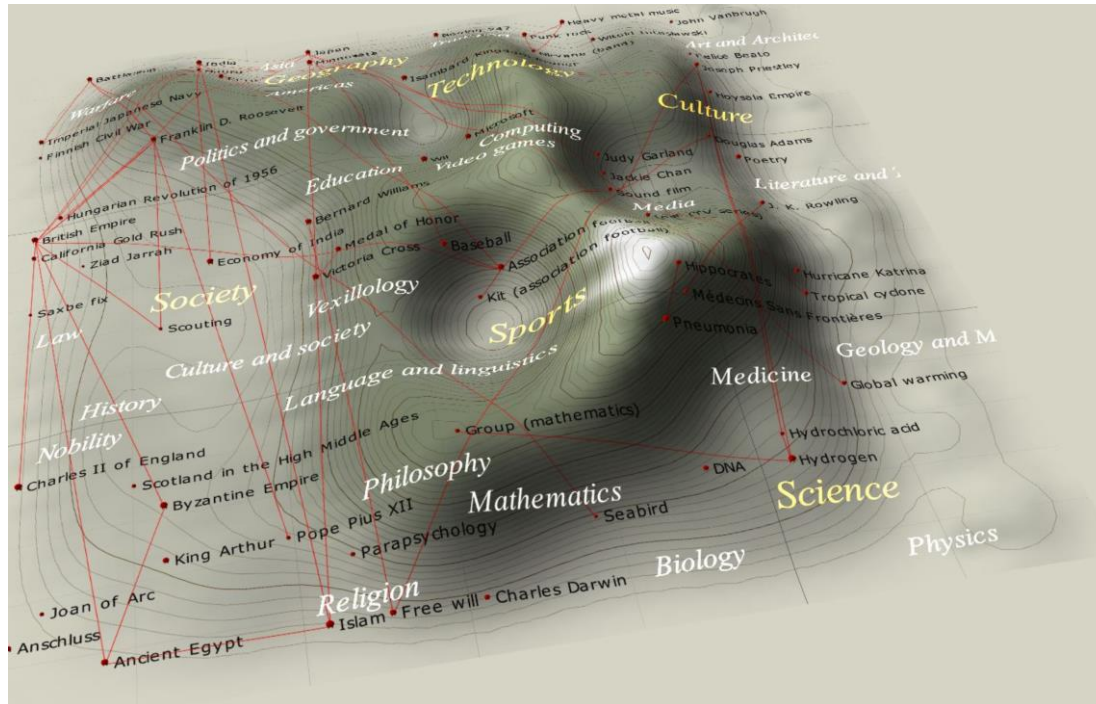 Heavy metal music
John Vanbrugh
Boeing 747
Punk rock
Japan
India
Asia
Geography
Americas
Technology
Art and Architec
Felice Beato
Joseph Priestley
Battleship
Warfare
Imperial Japanese Navy
Finnish Civil War
Franklin D. Roosevelt
Politics and government
Microsoft
Computing
Video games
Wii
Culture
Hoysala Empire
Douglas Adams
Poetry
Judy Garland
Jackie Chan
Sound film
Media
Literature and
J. K. Rowling
Education
Bernard Williams
Hungarian Revolution of 1956
British Empire
California Gold Rush
Ziad Jarrah
Economy of India
Medal of Honor
Victoria Cross
Baseball
Association football
Kit (association football)
Hippocrates
Médecins Sans Frontières
Pneumonia
Hurricane Katrina
Tropical cyclone
Saxbe fix
Society
Scouting
Law
Vexillology
Sports
Culture and society
Language and linguistics
Geology and M
Medicine
Global warming
History
Nobility
Charles II of England
Scotland in the High Middle Ages
Byzantine Empire
Group (mathematics)
Hydrochloric acid
Hydrogen
DNA
Philosophy
Mathematics
Science
Seabird
King Arthur
Pope Pius XII
Parapsychology
Physics
Biology
Religion
Joan of Arc
Anschluss
Ancient Egypt
Islam
Free will
Charles Darwin